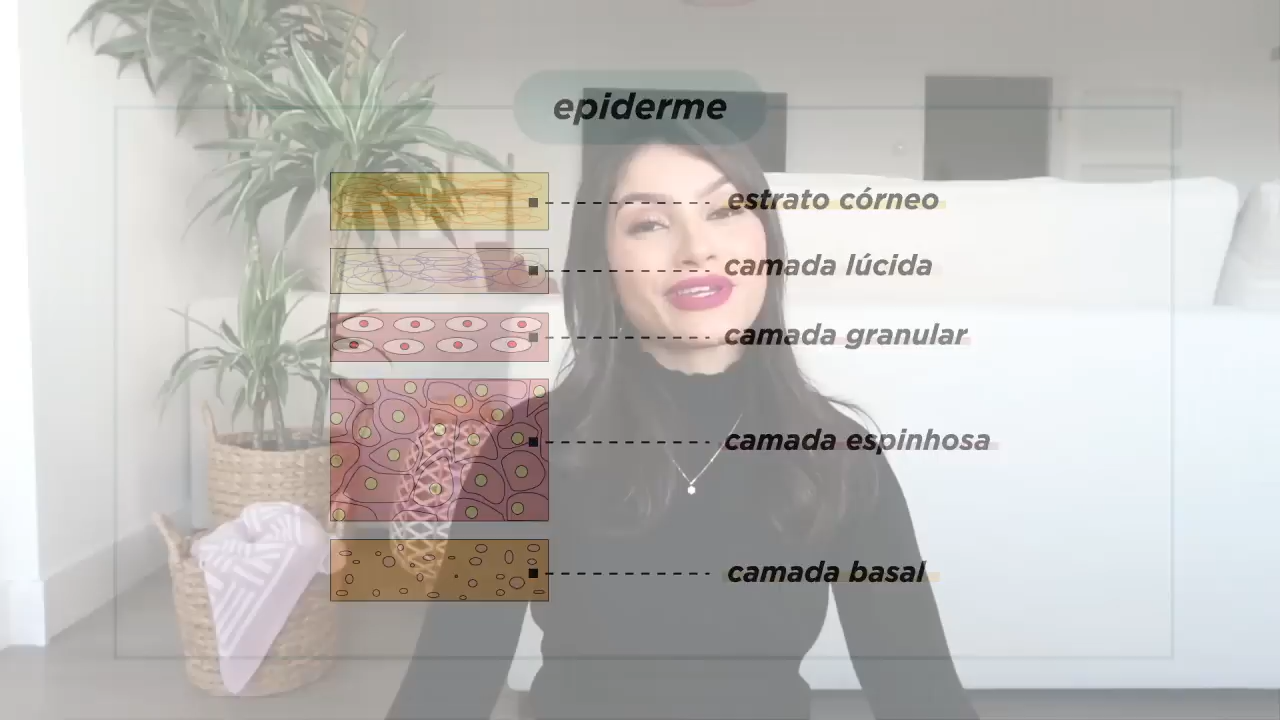 epiderme
estrato córneo
camada lúcida
camada granular
camada espinhosa
camada basal